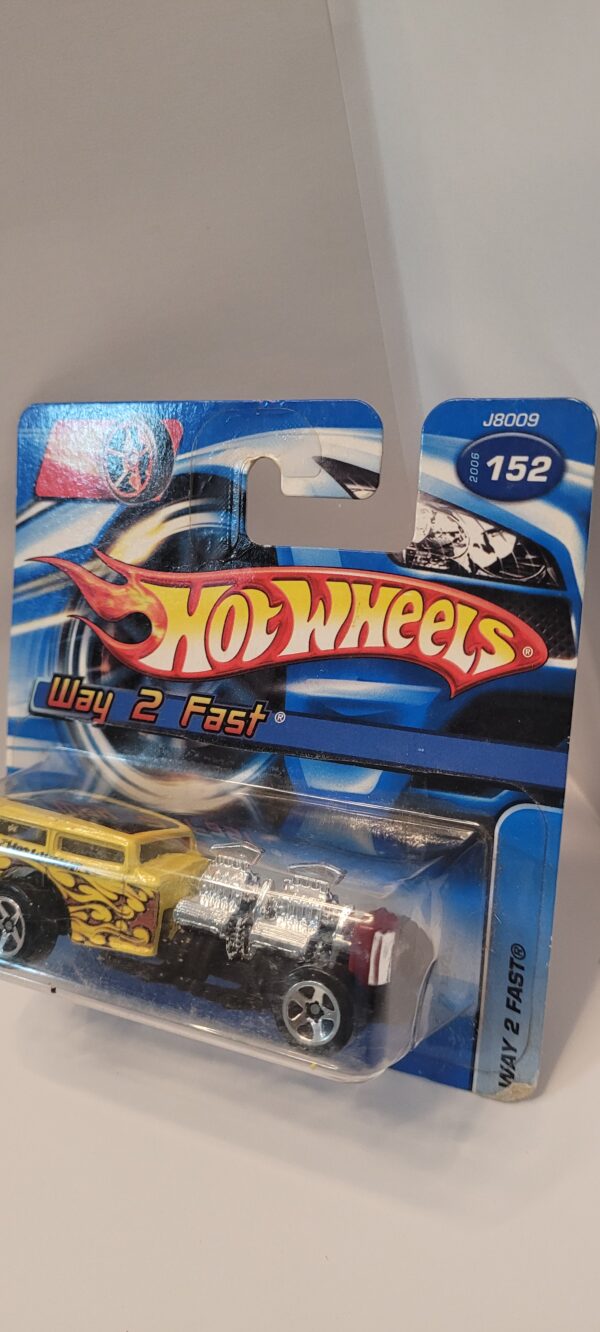 J8009
2006 152
HOT WHEELS®
Way 2 Fast®
WAY 2 FAST®